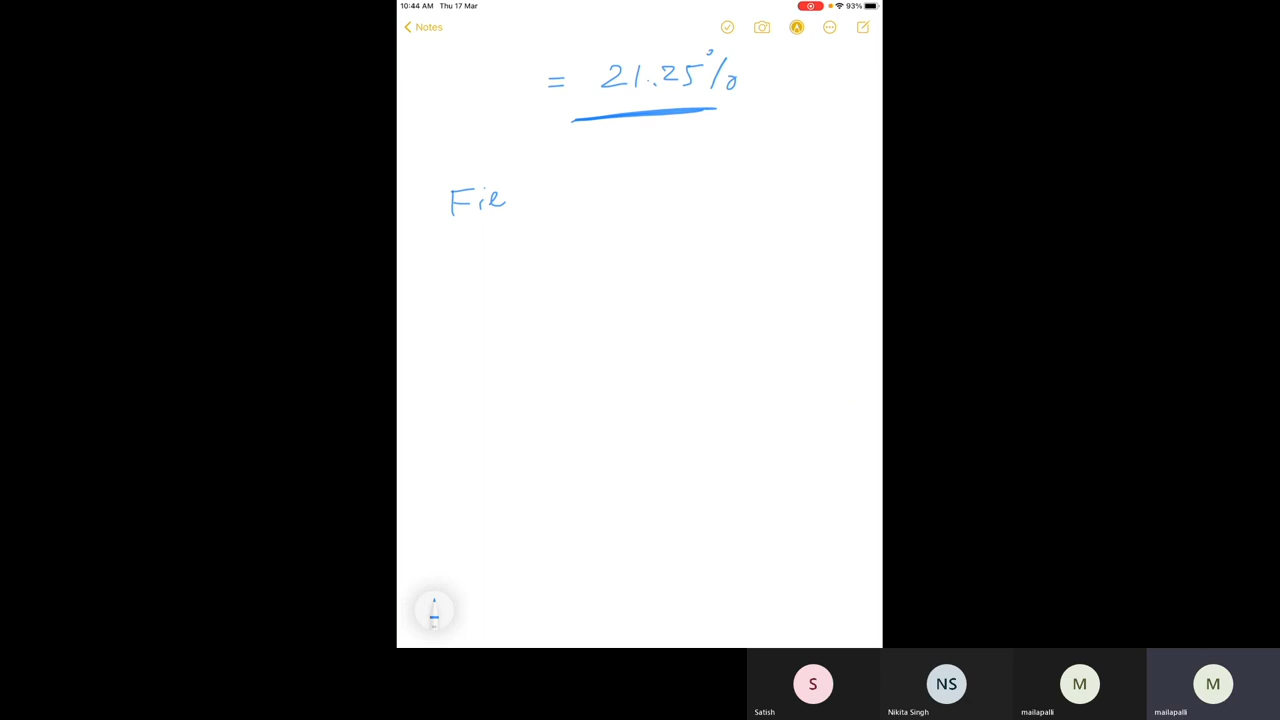 10:44 AM Thu 17 Mar 93%
Notes
= 21.25%
Fie
S NS M M
Satish Nikita Singh mailapalli mailapalli